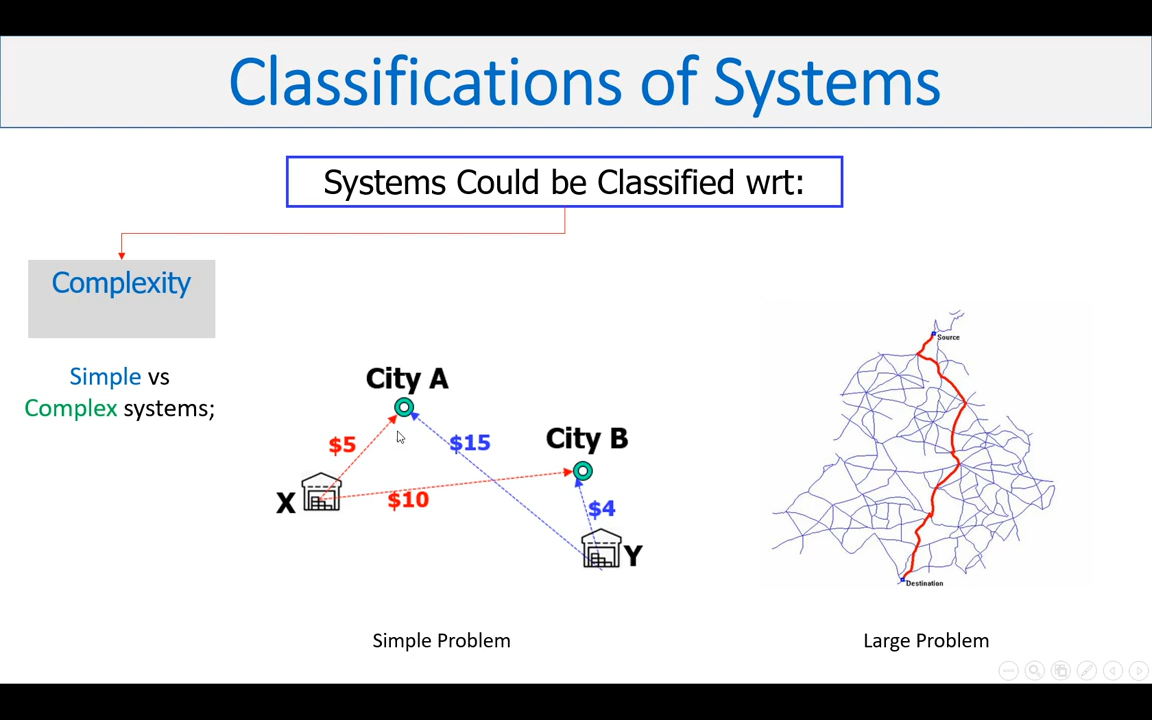 Classifications of Systems
Systems Could be Classified wrt:
Complexity
Simple vs
Complex systems;
City A
$5
$15
City B
X
$10
$4
Y
Simple Problem
Source
Destination
Large Problem